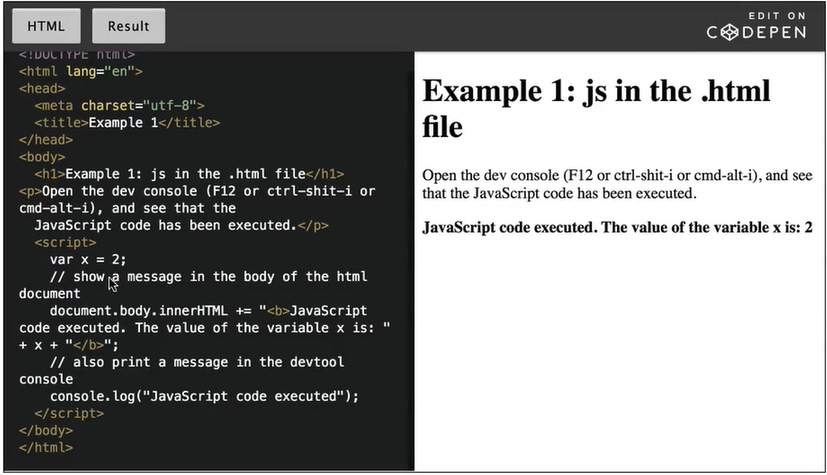 HTML
Result
EDIT ON
CODEPEN
<!DOCTYPE html>
<html lang="en">
<head>
<meta charset="utf-8">
<title>Example 1</title>
</head>
<body>
<h1>Example 1: js in the .html file</h1>
<p>Open the dev console (F12 or ctrl-shit-i or
cmd-alt-i), and see that the
JavaScript code has been executed.</p>
<script>
var x = 2;
// show a message in the body of the html
document
document.body.innerHTML += "<b>JavaScript
code executed. The value of the variable x is: "
+ x + "</b>";
// also print a message in the devtool
console
console.log("JavaScript code executed");
</script>
</body>
</html>
Example 1: js in the .html
file
Open the dev console (F12 or ctrl-shit-i or cmd-alt-i), and see
that the JavaScript code has been executed.
JavaScript code executed. The value of the variable x is: 2